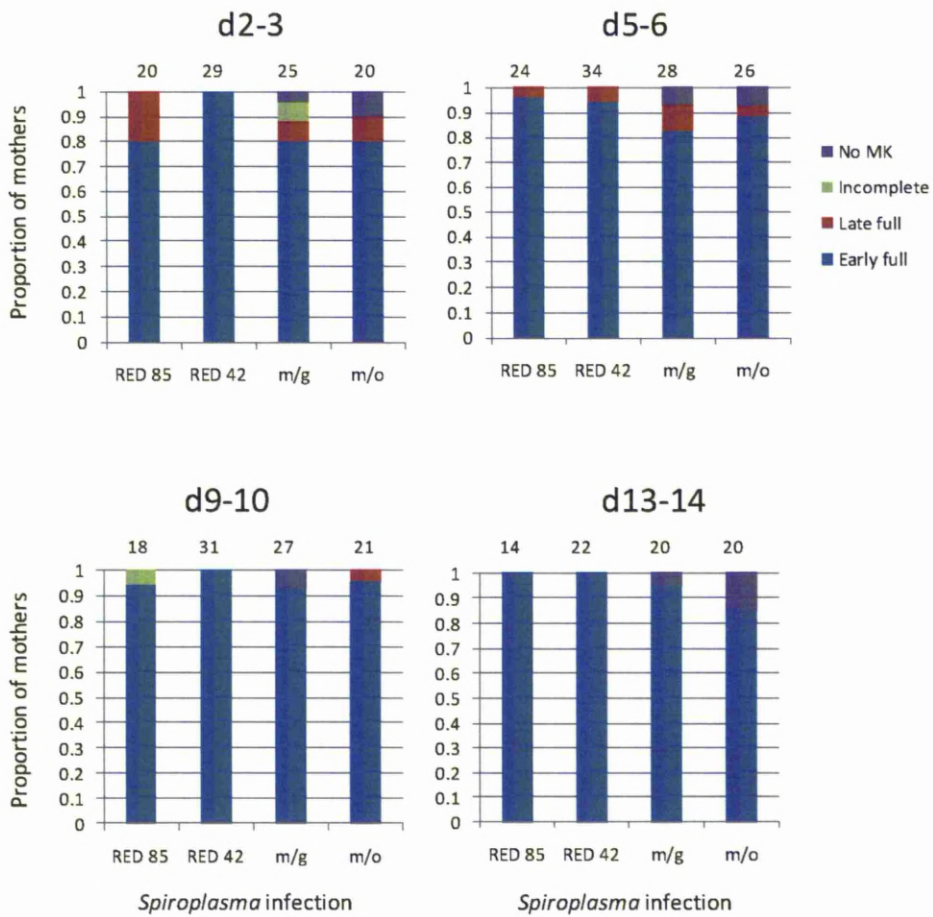 d2-3
20 29 25 20
Proportion of mothers
1
0.9
0.8
0.7
0.6
0.5
0.4
0.3
0.2
0.1
0
RED 85 RED 42 m/g m/o
d5-6
24 34 28 26
1
0.9
0.8
0.7
0.6
0.5
0.4
0.3
0.2
0.1
0
RED 85 RED 42 m/g m/o
No MK
Incomplete
Late full
Early full
d9-10
18 31 27 21
Proportion of mothers
1
0.9
0.8
0.7
0.6
0.5
0.4
0.3
0.2
0.1
0
RED 85 RED 42 m/g m/o
Spiroplasma infection
d13-14
14 22 20 20
1
0.9
0.8
0.7
0.6
0.5
0.4
0.3
0.2
0.1
0
RED 85 RED 42 m/g m/o
Spiroplasma infection